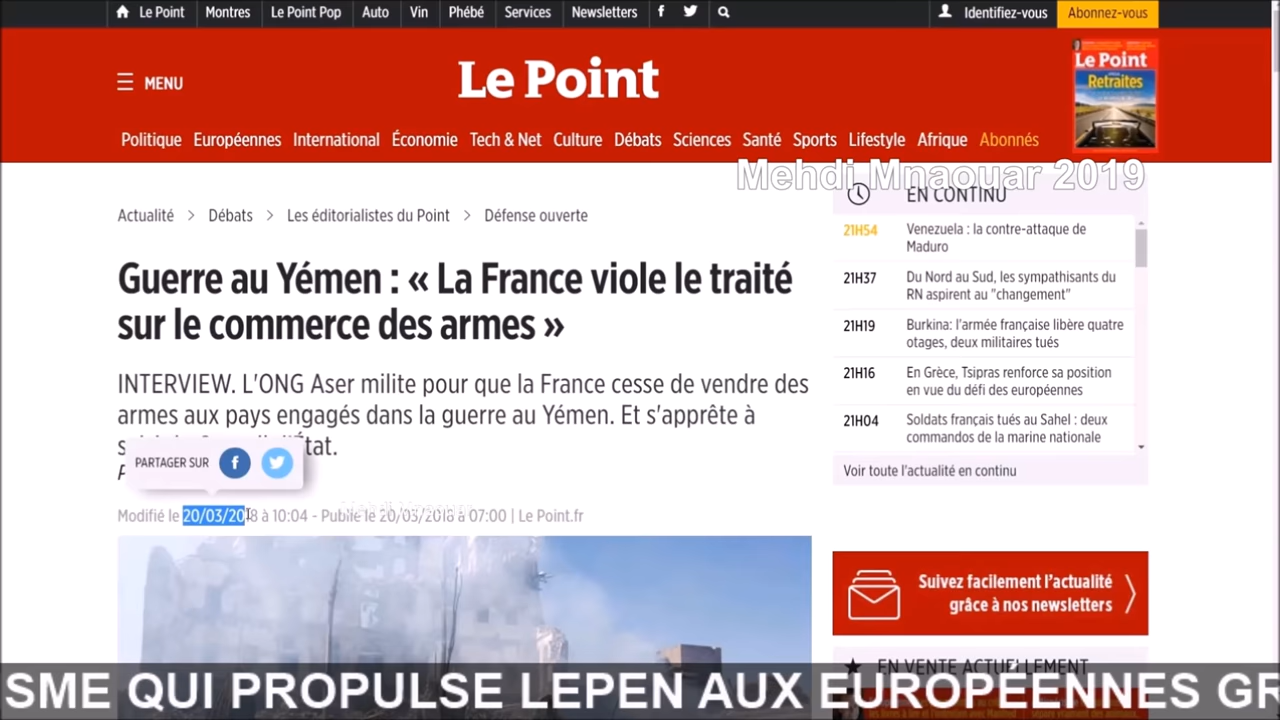 Le Point Montres Le Point Pop Auto Vin Phébé Services Newsletters f Identifiez-vous Abonnez-vous
MENU
Le Point
Le Point
Retraites
Politique Européennes International Économie Tech & Net Culture Débats Sciences Santé Sports Lifestyle Afrique Abonnés
Mehdi Mnaouar 2019
Actualité > Débats > Les éditorialistes du Point > Défense ouverte
Guerre au Yémen : « La France viole le traité
sur le commerce des armes »
INTERVIEW. L'ONG Aser milite pour que la France cesse de vendre des
armes aux pays engagés dans la guerre au Yémen. Et s'apprête à
PARTAGER SUR f
Modifié le 20/03/2018 à 10:04 - Publié le 20/03/2018 à 07:00 | Le Point.fr
EN CONTINU
21H54 Venezuela : la contre-attaque de
Maduro
21H37 Du Nord au Sud, les sympathisants du
RN aspirent au "changement"
21H19 Burkina: l'armée française libère quatre
otages, deux militaires tués
21H16 En Grèce, Tsipras renforce sa position
en vue du défi des européennes
21H04 Soldats français tués au Sahel : deux
commandos de la marine nationale
Voir toute l'actualité en continu
Suivez facilement l'actualité
grâce à nos newsletters
EN VENTE ACTUELLEMENT
SME QUI PROPULSE LEPEN AUX EUROPÉENNES GR